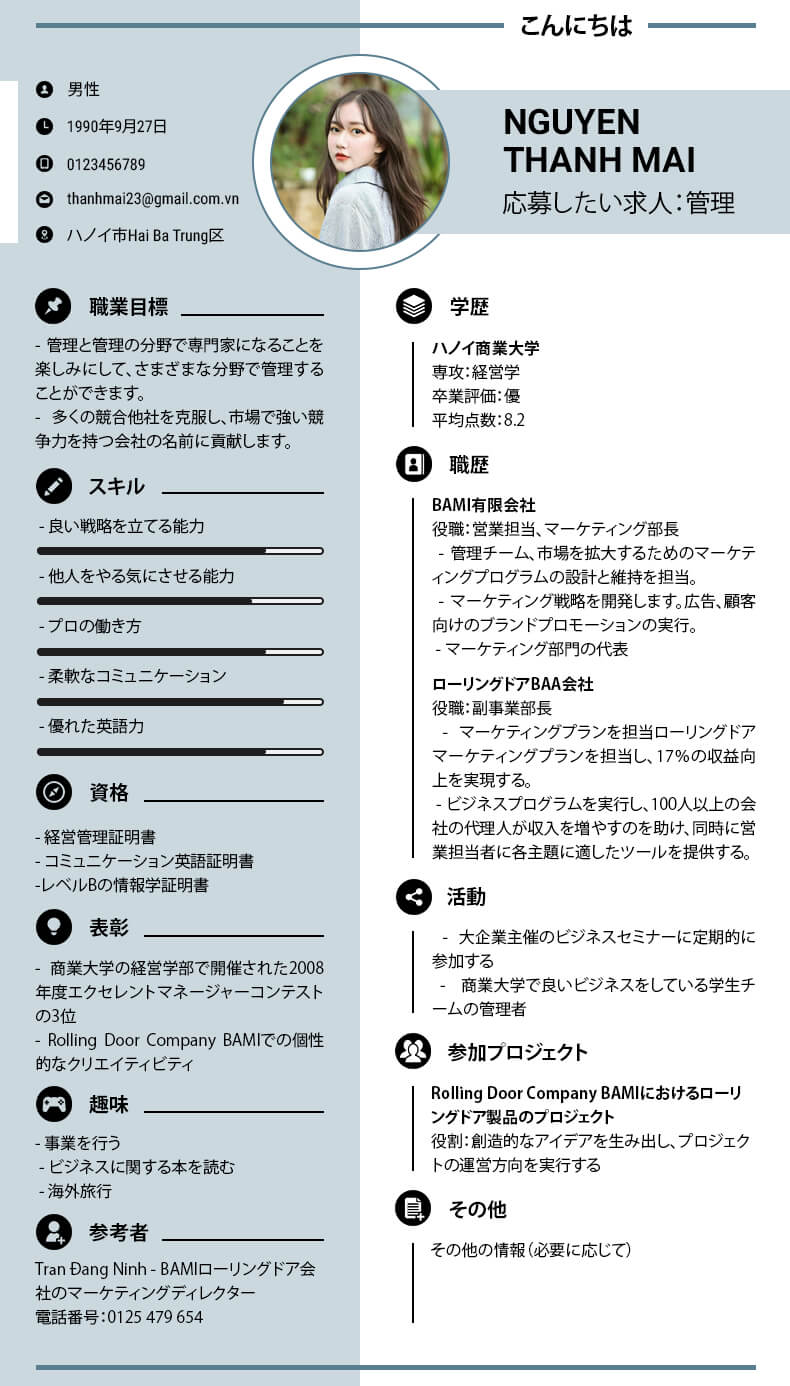 こんにちは
男性
1990年9月27日
0123456789
thanhmai23@gmail.com.vn
ハノイ市Hai Ba Trung区
NGUYEN
THANH MAI
応募したい求人：管理
職業目標
- 管理と管理の分野で専門家になることを
楽しみにして、さまざまな分野で管理する
ことができます。
- 多くの競合他社を克服し、市場で強い競
争力を持つ会社の名前に貢献します。
スキル
- 良い戦略を立てる能力
- 他人をやる気にさせる能力
- プロの働き方
- 柔軟なコミュニケーション
- 優れた英語力
資格
- 経営管理証明書
- コミュニケーション英語証明書
-レベルBの情報学証明書
表彰
- 商業大学の経営学部で開催された2008
年度エクセレントマネージャーコンテスト
の3位
- Rolling Door Company BAMIでの個性
的なクリエイティビティ
趣味
- 事業を行う
- ビジネスに関する本を読む
- 海外旅行
参考者
Tran Đang Ninh - BAMIローリングドア会
社のマーケティングディレクター
電話番号：0125 479 654
学歴
ハノイ商業大学
専攻：経営学
卒業評価：優
平均点数：8.2
職歴
BAMI有限会社
役職：営業担当、マーケティング部長
- 管理チーム、市場を拡大するためのマーケテ
ィングプログラムの設計と維持を担当。
- マーケティング戦略を開発します。広告、顧客
向けのブランドプロモーションの実行。
- マーケティング部門の代表
ローリングドアBAA会社
役職：副事業部長
- マーケティングプランを担当ローリングドア
マーケティングプランを担当し、17%の収益向
上を実現する。
- ビジネスプログラムを実行し、100人以上の会
社の代理人が収入を増やすのを助け、同時に営
業担当者に各主題に適したツールを提供する。
活動
- 大企業主催のビジネスセミナーに定期的に
参加する
- 商業大学で良いビジネスをしている学生チ
ームの管理者
参加プロジェクト
Rolling Door Company BAMIにおけるローリ
ングドア製品のプロジェクト
役割：創造的なアイデアを生み出し、プロジェク
トの運営方向を実行する
その他
その他の情報（必要に応じて）